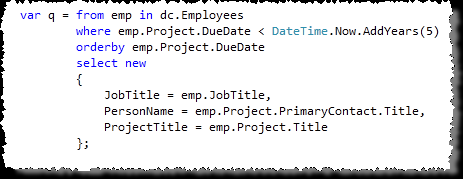 var q = from emp in dc.Employees
where emp.Project.DueDate < DateTime.Now.AddYears(5)
orderby emp.Project.DueDate
select new
{
JobTitle = emp.JobTitle,
PersonName = emp.Project.PrimaryContact.Title,
ProjectTitle = emp.Project.Title
};